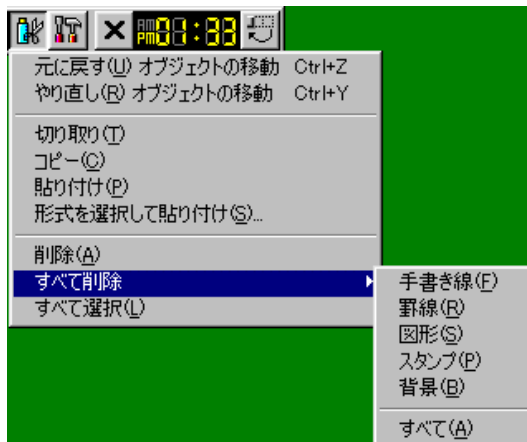 AM
PM 01:33
元に戻す(U) オブジェクトの移動 Ctrl+Z
やり直し(R) オブジェクトの移動 Ctrl+Y
切り取り(T)
コピー(C)
貼り付け(P)
形式を選択して貼り付け(S)...
削除(A)
すべて削除
すべて選択(L)
手書き線(F)
罫線(R)
図形(S)
スタンプ(P)
背景(B)
すべて(A)